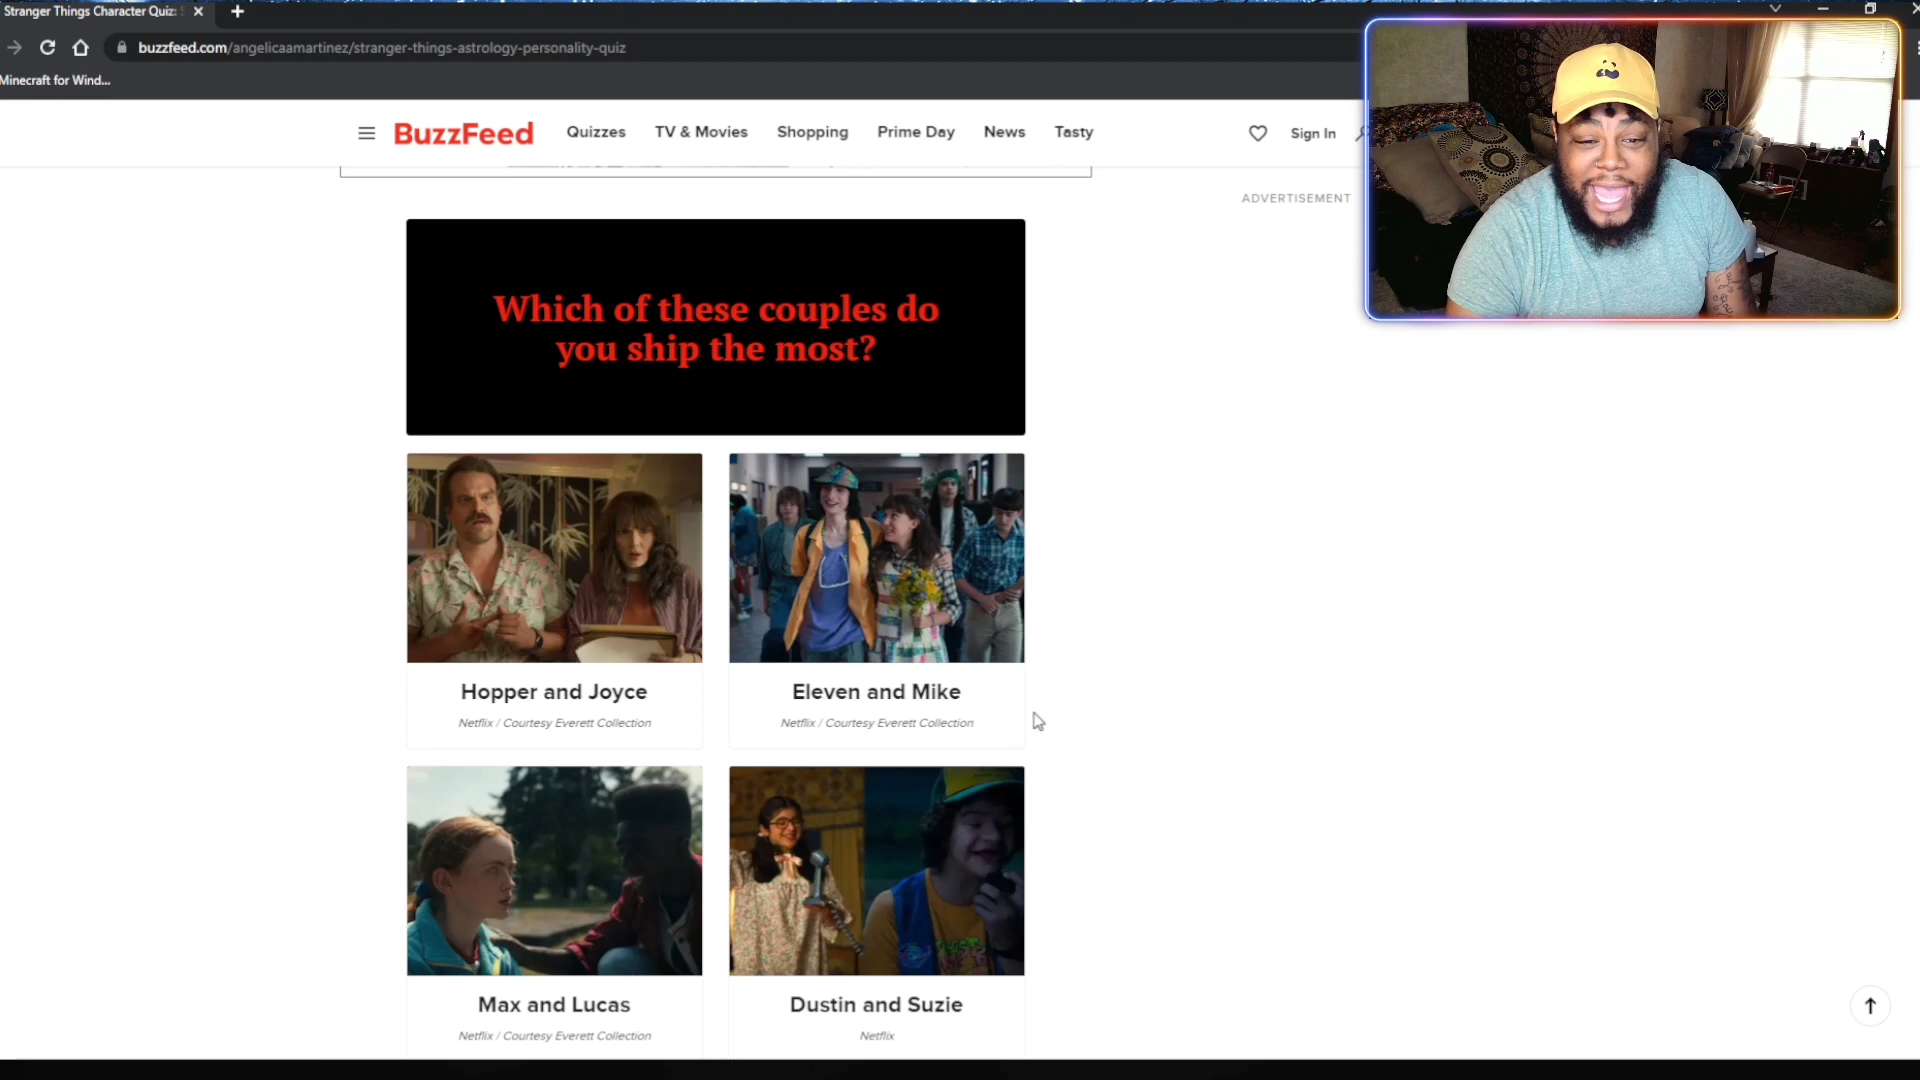 Stranger Things Character Quiz:
buzzfeed.com/angelicaamartinez/stranger-things-astrology-personality-quiz
Minecraft for Wind...
BuzzFeed
Quizzes
TV & Movies
Shopping
Prime Day
News
Tasty
Sign In
ADVERTISEMENT
Which of these couples do
you ship the most?
Hopper and Joyce
Netflix / Courtesy Everett Collection
Eleven and Mike
Netflix / Courtesy Everett Collection
Max and Lucas
Netflix / Courtesy Everett Collection
Dustin and Suzie
Netflix